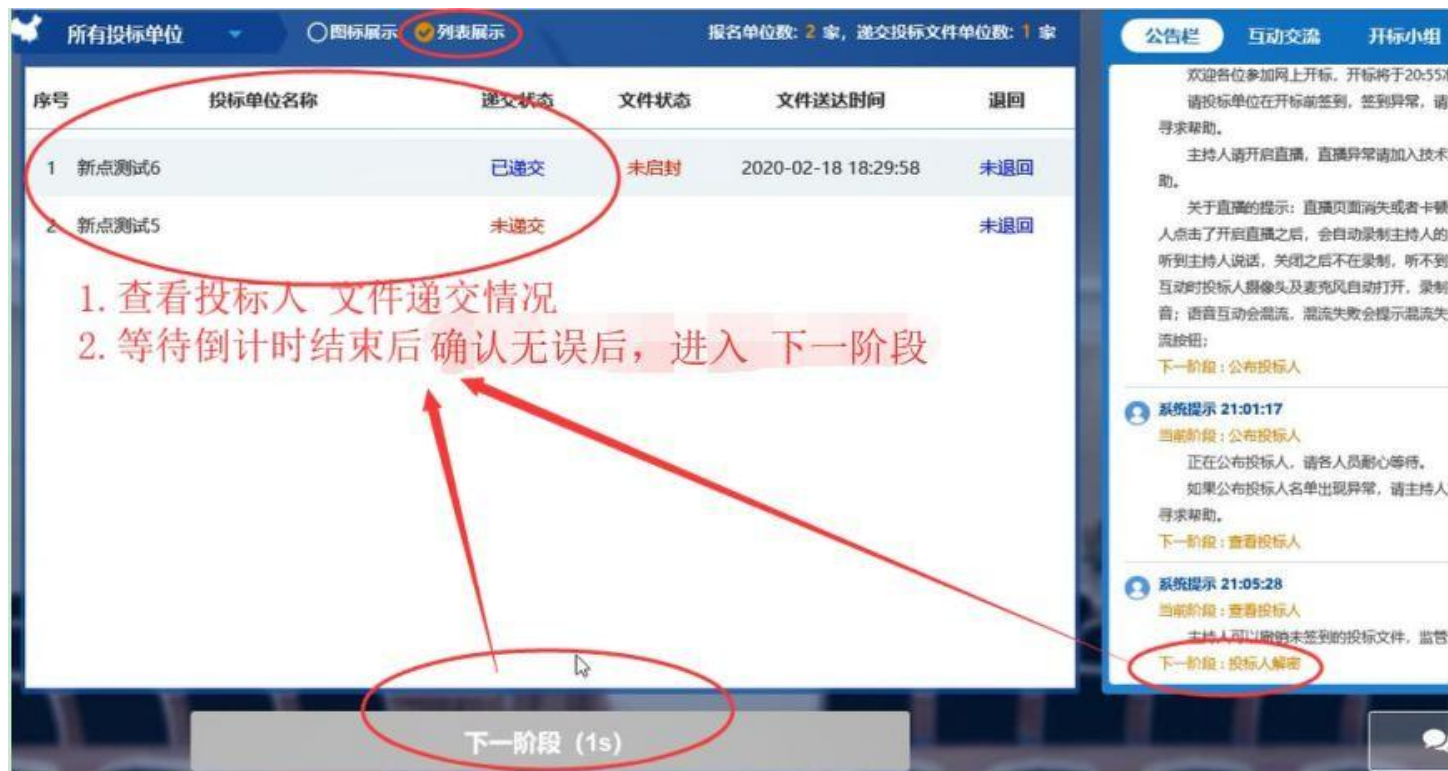 所有投标单位
图标展示 列表展示
报名单位数: 2 家, 递交投标文件单位数: 1 家
序号 投标单位名称 递交状态 文件状态 文件送达时间 退回
1 新点测试6 已递交 未启封 2020-02-18 18:29:58 未退回
2 新点测试5 未递交 未退回
1. 查看投标人 文件递交情况
2. 等待倒计时结束后 确认无误后，进入 下一阶段
下一阶段 (1s)
公告栏 互动交流 开标小组
欢迎各位参加网上开标, 开标将于20:55
请投标单位在开标前签到, 签到异常, 请
寻求帮助。
主持人请开启直播, 直播异常请加入技术
助。
关于直播的提示: 直播页面消失或者卡顿
人点击了开启直播之后, 会自动录制主持人的
听到主持人说话, 关闭之后不在录制, 听不到
互动时投标人摄像头及麦克风自动打开, 录制
音; 语音互动会混流, 混流失败会提示混流失
流按钮;
下一阶段 : 公布投标人
系统提示 21:01:17
当前阶段 : 公布投标人
正在公布投标人, 请各人员耐心等待。
如果公布投标人名单出现异常, 请主持人
寻求帮助。
下一阶段 : 查看投标人
系统提示 21:05:28
当前阶段 : 查看投标人
主持人可以撤销未签到的投标文件, 监管
下一阶段 : 投标人解密